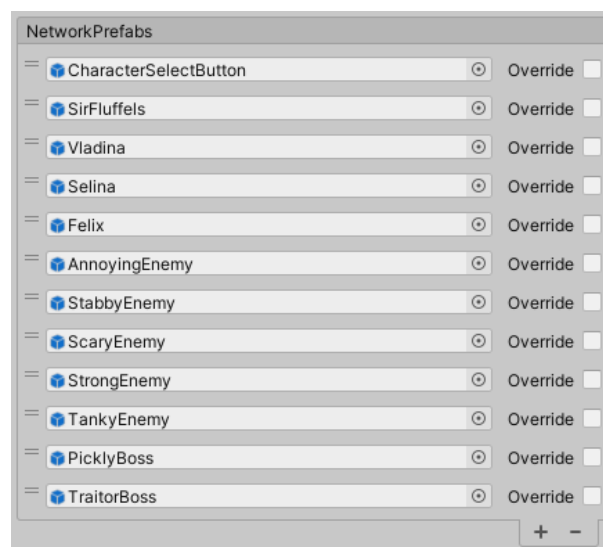 NetworkPrefabs
CharacterSelectButton Override
SirFluffels Override
Vladina Override
Selina Override
Felix Override
AnnoyingEnemy Override
StabbyEnemy Override
ScaryEnemy Override
StrongEnemy Override
TankyEnemy Override
PicklyBoss Override
TraitorBoss Override
+ -